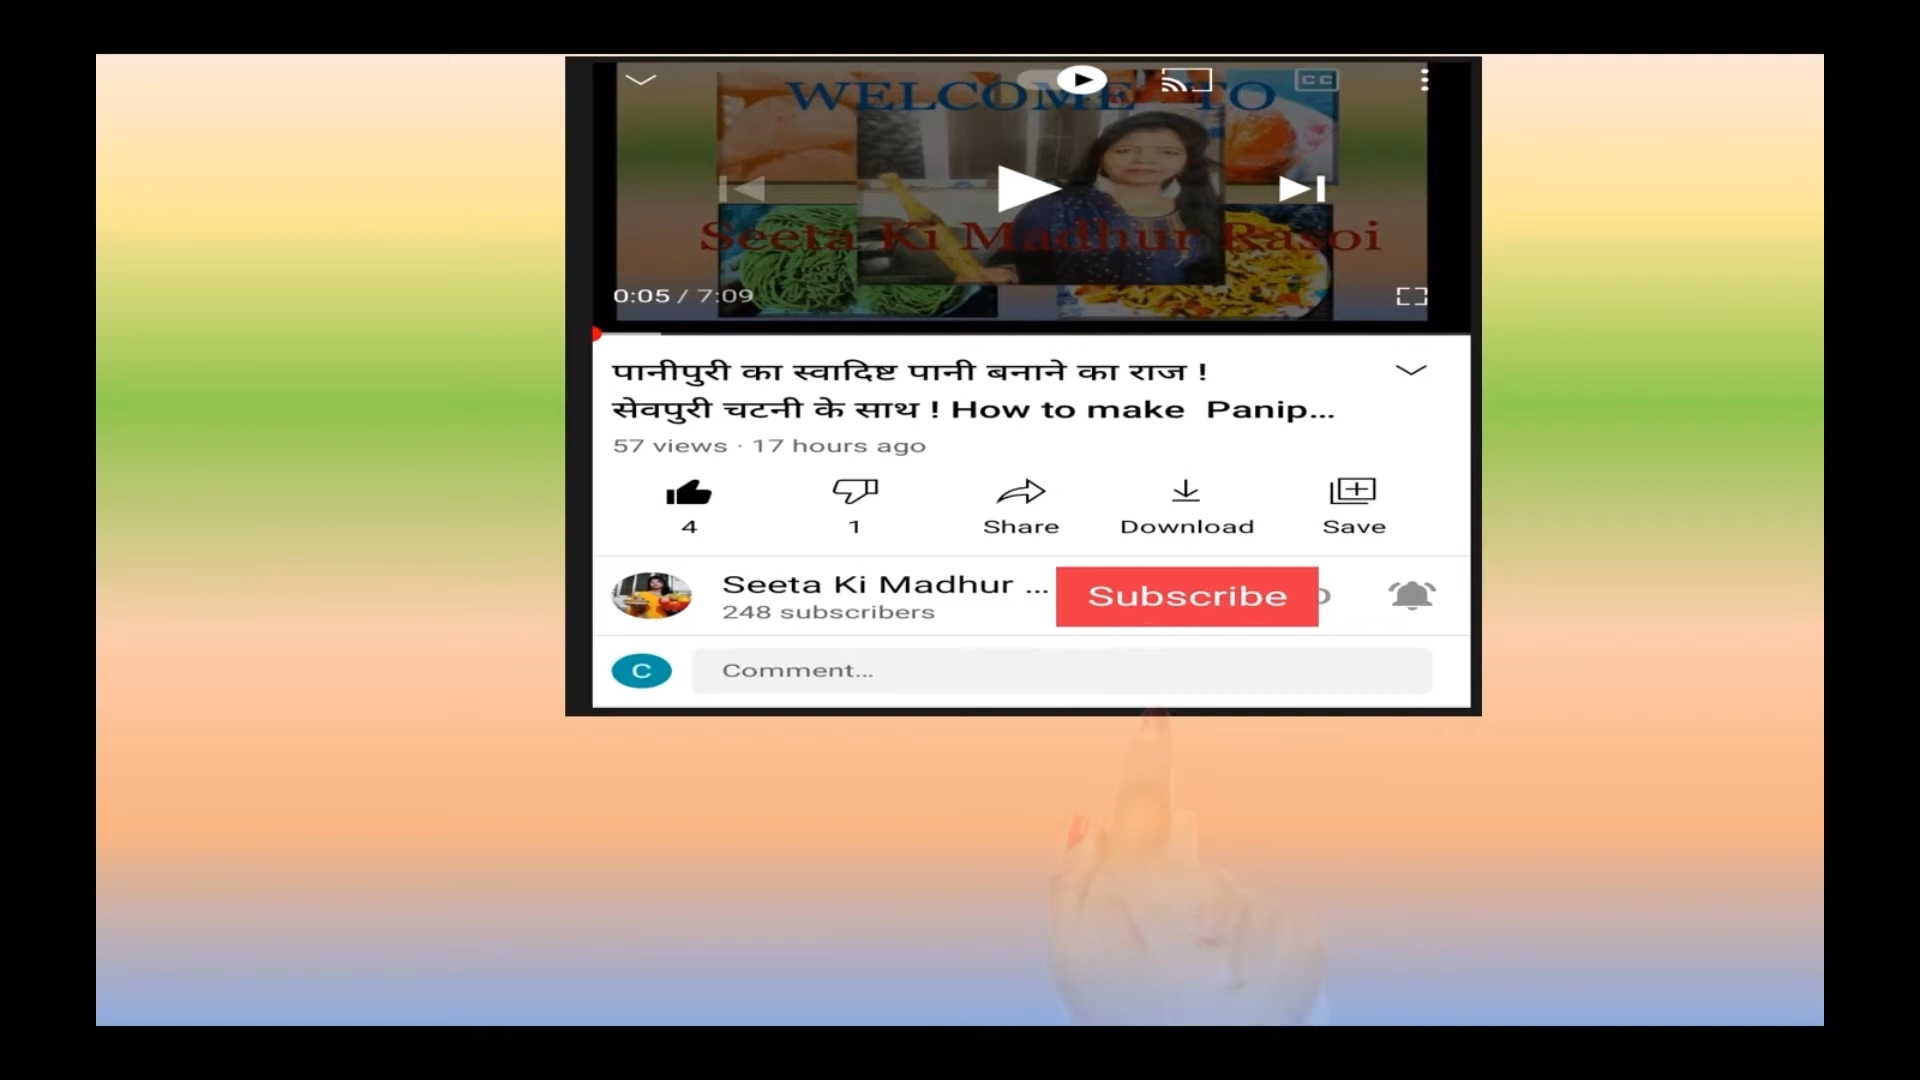 WELCOME TO
CC
Seeta Ki Madhur Rasoi
0:05 / 7:09
पानीपुरी का स्वादिष्ट पानी बनाने का राज !
सेवपुरी चटनी के साथ ! How to make Panip...
57 views · 17 hours ago
4
1
Share
Download
Save
Seeta Ki Madhur ...
Subscribe
248 subscribers
C
Comment...